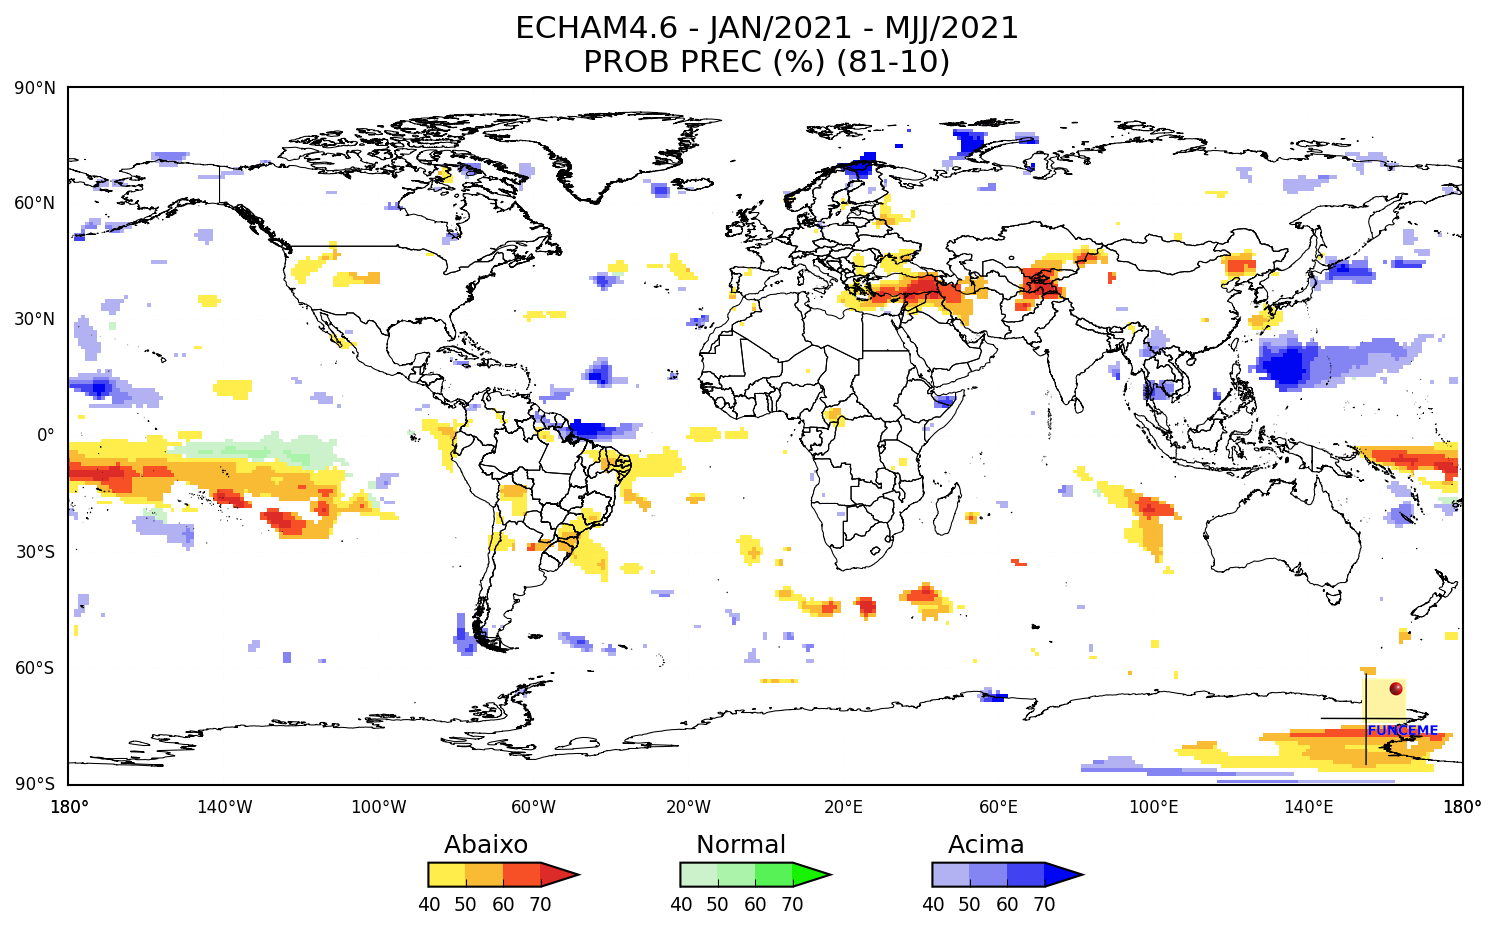 ECHAM4.6 - JAN/2021 - MJJ/2021
PROB PREC (%) (81-10)
90°N
60°N
30°N
0°
30°S
60°S
90°S
FUNCEME
180° 140°W 100°W 60°W 20°W 20°E 60°E 100°E 140°E 180°
Abaixo Normal Acima
40 50 60 70 40 50 60 70 40 50 60 70